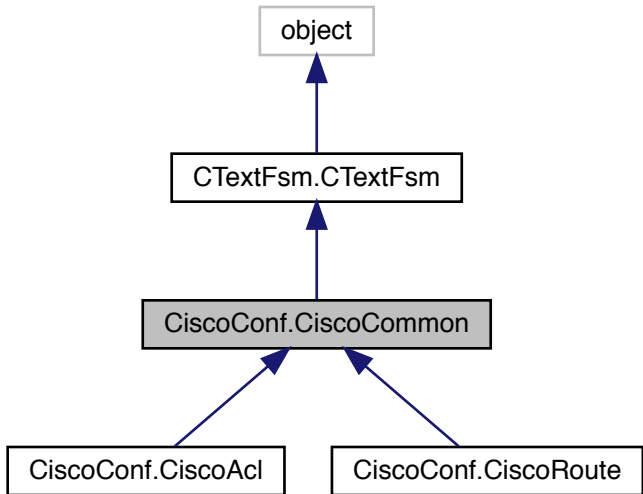 object
CTextFsm.CTextFsm
CiscoConf.CiscoCommon
CiscoConf.CiscoAcl
CiscoConf.CiscoRoute